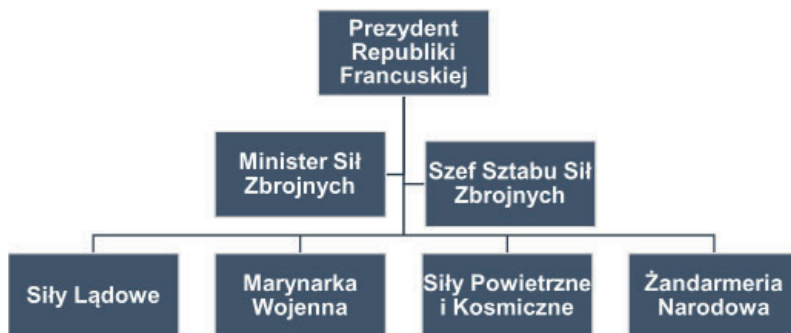 Prezydent
Republiki
Francuskiej
Minister Sił
Zbrojnych
Szef Sztabu Sił
Zbrojnych
Siły Lądowe
Marynarka
Wojenna
Siły Powietrzne
i Kosmiczne
Żandarmeria
Narodowa